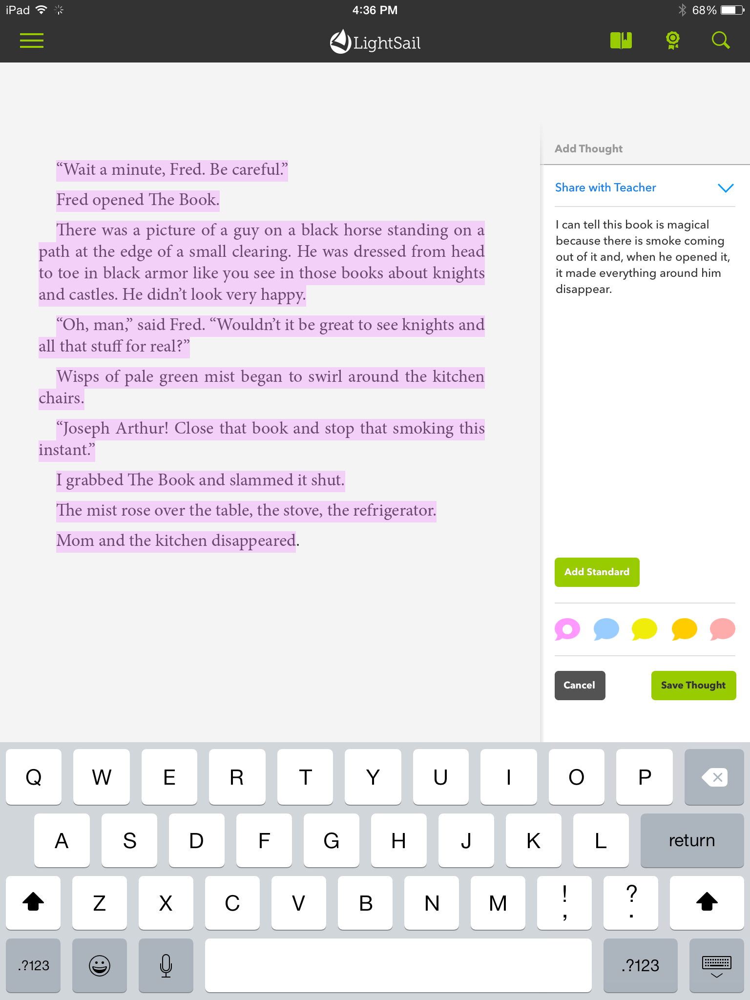 iPad
4:36 PM
68%
LightSail
“Wait a minute, Fred. Be careful.”
Fred opened The Book.
There was a picture of a guy on a black horse standing on a
path at the edge of a small clearing. He was dressed from head
to toe in black armor like you see in those books about knights
and castles. He didn’t look very happy.
“Oh, man,” said Fred. “Wouldn’t it be great to see knights and
all that stuff for real?”
Wisps of pale green mist began to swirl around the kitchen
chairs.
“Joseph Arthur! Close that book and stop that smoking this
instant.”
I grabbed The Book and slammed it shut.
The mist rose over the table, the stove, the refrigerator.
Mom and the kitchen disappeared.
Add Thought
Share with Teacher
I can tell this book is magical
because there is smoke coming
out of it and, when he opened it,
it made everything around him
disappear.
Add Standard
Cancel
Save Thought
Q W E R T Y U I O P
A S D F G H J K L return
Z X C V B N M ! , ? .
.?123 .?123